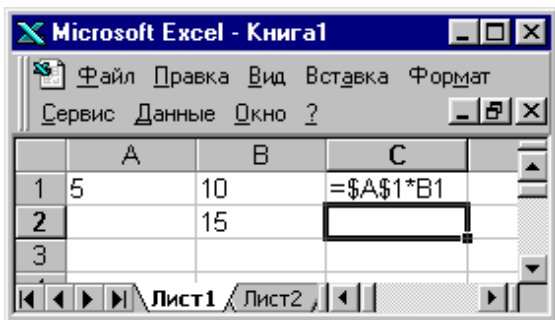 Microsoft Excel - Книга1
Файл Правка Вид Вставка Формат
Сервис Данные Окно ?
A B C
1 5 10 =$A$1*B1
2 15
3
Лист1 Лист2